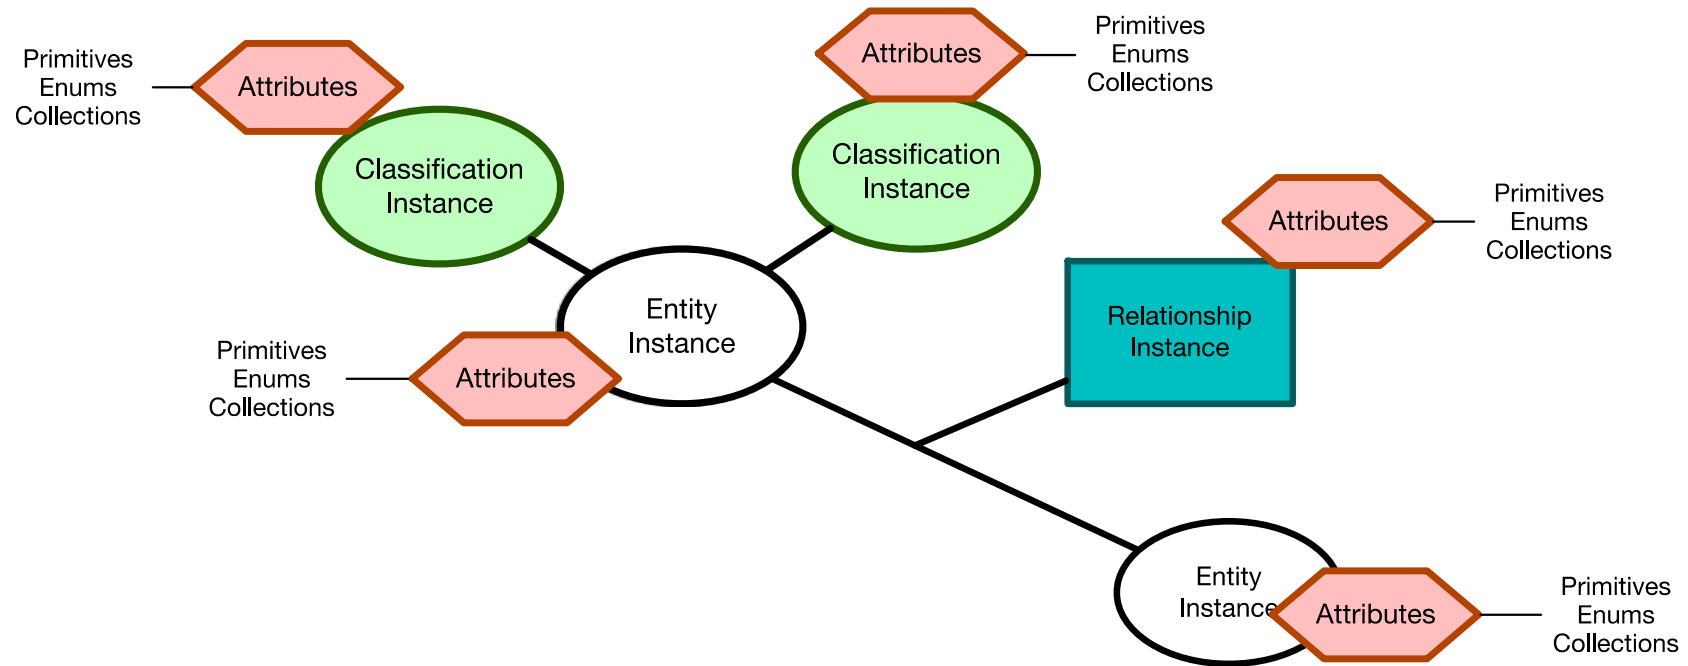 Primitives
Enums
Collections
Attributes
Classification
Instance
Attributes
Primitives
Enums
Collections
Classification
Instance
Attributes
Primitives
Enums
Collections
Relationship
Instance
Entity
Instance
Primitives
Enums
Collections
Attributes
Entity
Instance
Attributes
Primitives
Enums
Collections